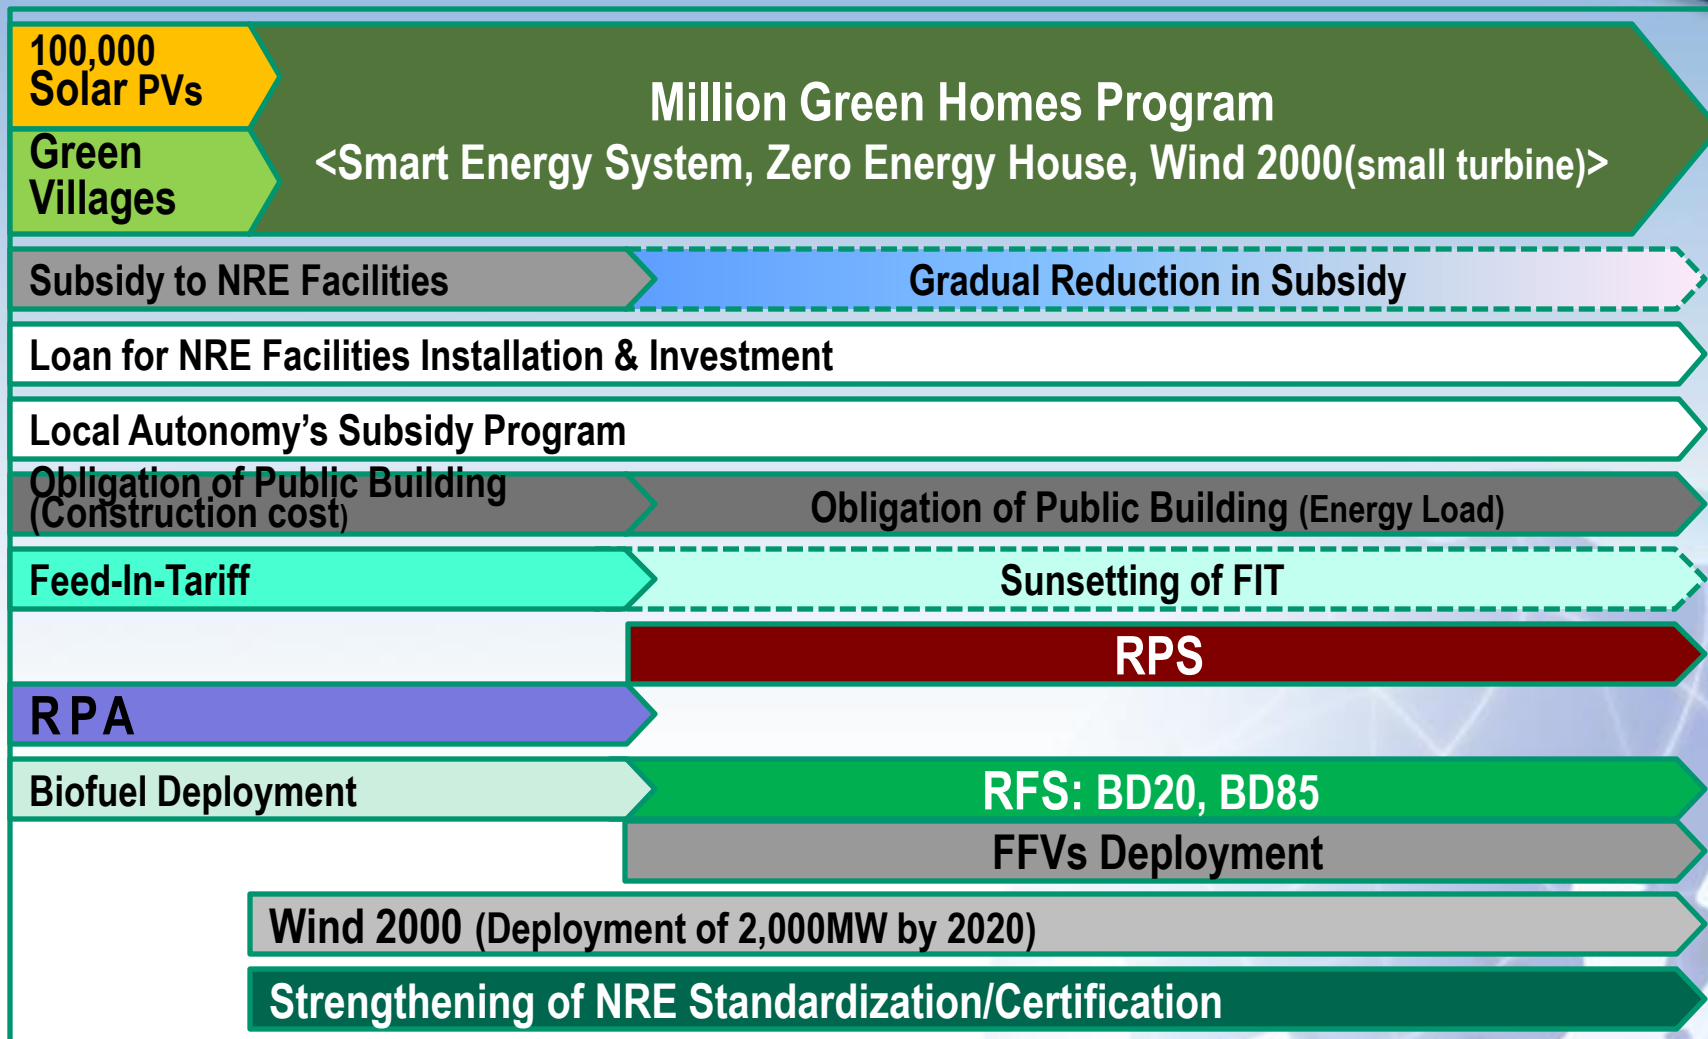 100,000
Solar PVs
Green
Villages
Million Green Homes Program
<Smart Energy System, Zero Energy House, Wind 2000(small turbine)>
Subsidy to NRE Facilities
Gradual Reduction in Subsidy
Loan for NRE Facilities Installation & Investment
Local Autonomy’s Subsidy Program
Obligation of Public Building
(Construction cost)
Obligation of Public Building (Energy Load)
Feed-In-Tariff
Sunsetting of FIT
RPS
RPA
Biofuel Deployment
RFS: BD20, BD85
FFVs Deployment
Wind 2000 (Deployment of 2,000MW by 2020)
Strengthening of NRE Standardization/Certification